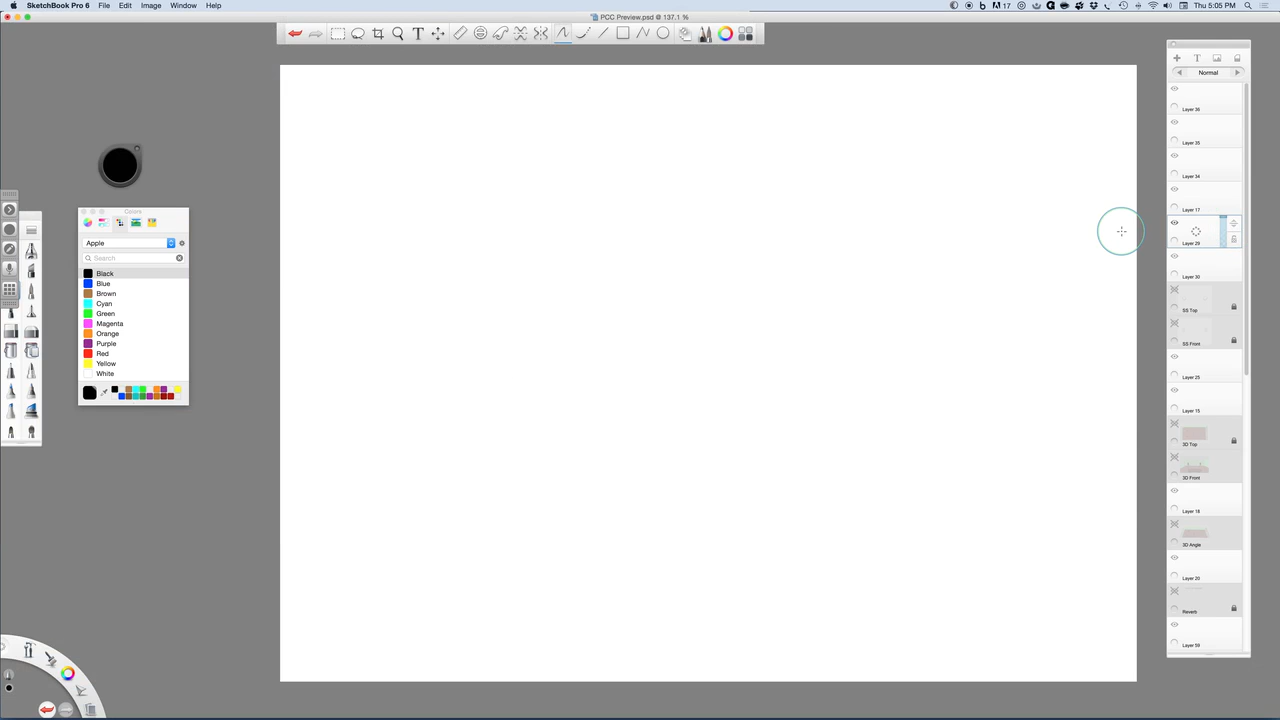 SketchBook Pro 6 File Edit Image Window Help
17 Thu 5:05 PM
PCC Preview.psd @ 137.1 %
T
T
Normal
Layer 36
Layer 35
Layer 34
Layer 17
Layer 29
Layer 30
SS Top
SS Front
Layer 25
Layer 15
3D Top
3D Front
Layer 18
3D Angle
Layer 20
Reverb
Layer 59
Colors
Apple
Search
Black
Blue
Brown
Cyan
Green
Magenta
Orange
Purple
Red
Yellow
White